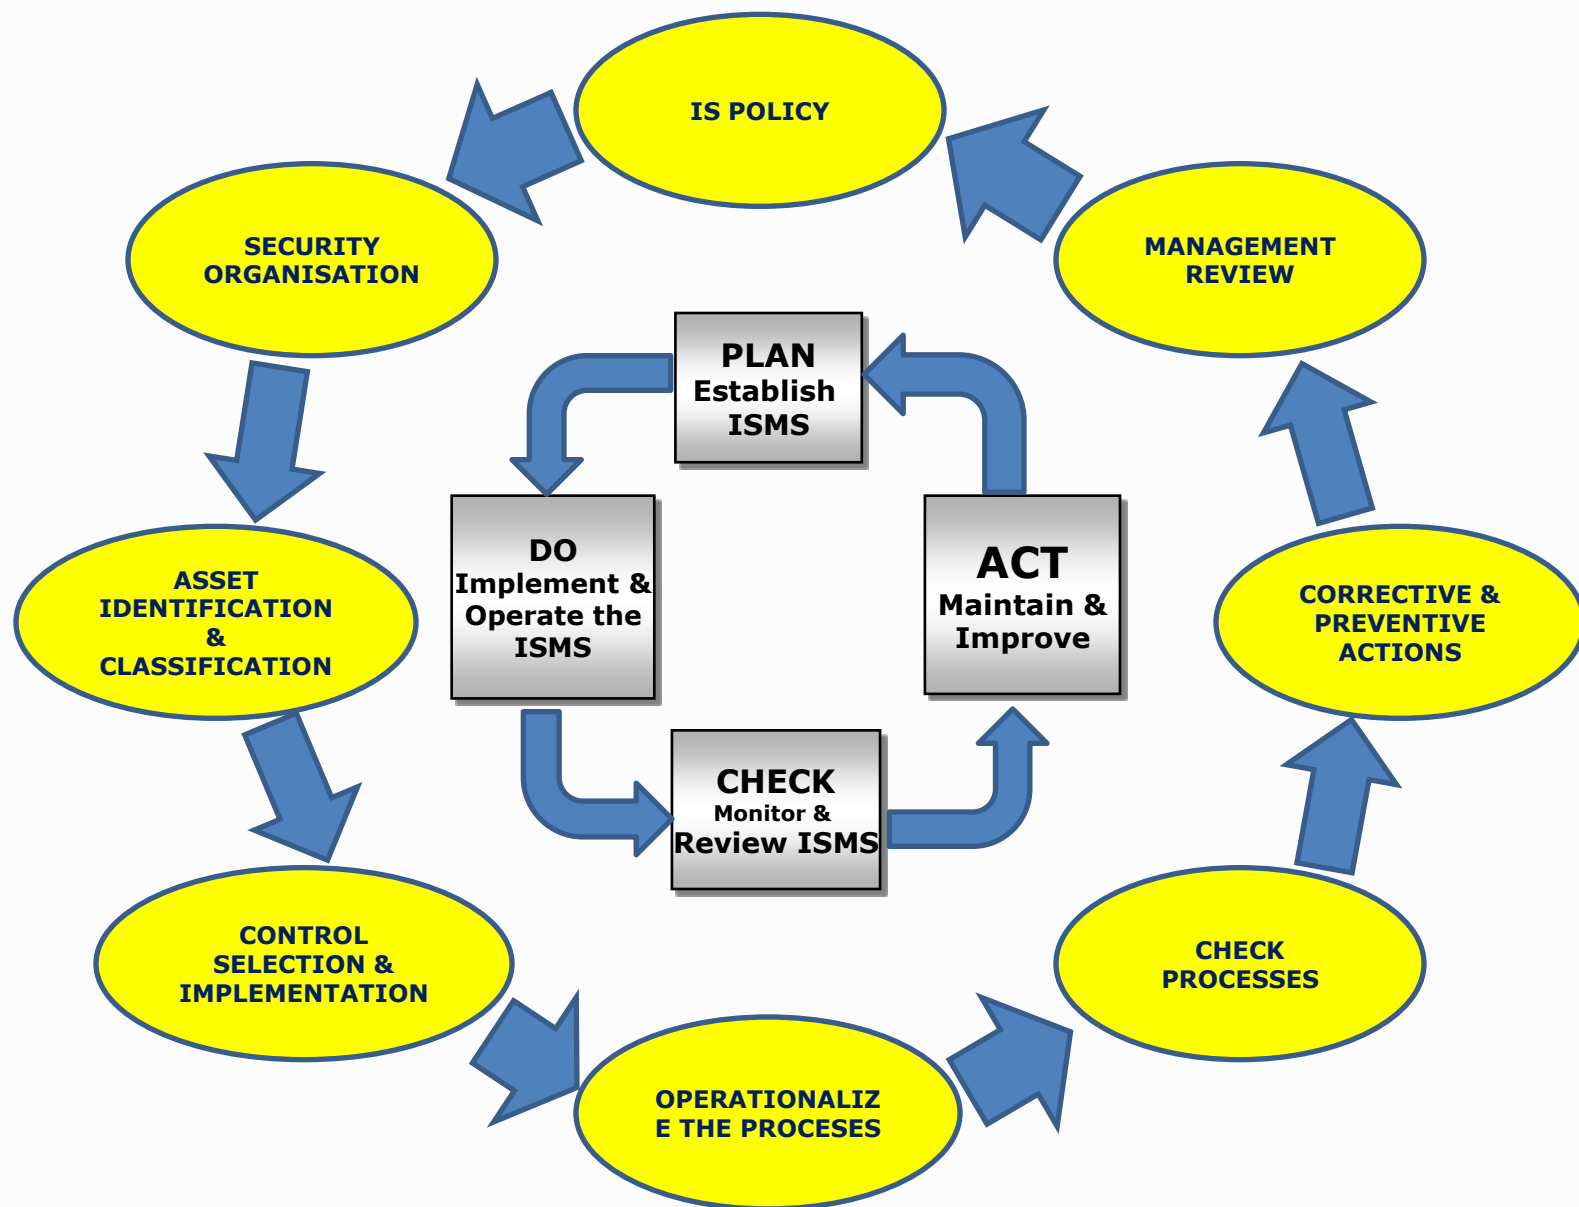 IS POLICY
SECURITY
ORGANISATION
MANAGEMENT
REVIEW
PLAN
Establish
ISMS
DO
Implement &
Operate the
ISMS
ACT
Maintain &
Improve
ASSET
IDENTIFICATION
&
CLASSIFICATION
CORRECTIVE &
PREVENTIVE
ACTIONS
CHECK
Monitor &
Review ISMS
CONTROL
SELECTION &
IMPLEMENTATION
CHECK
PROCESSES
OPERATIONALIZ
E THE PROCESES